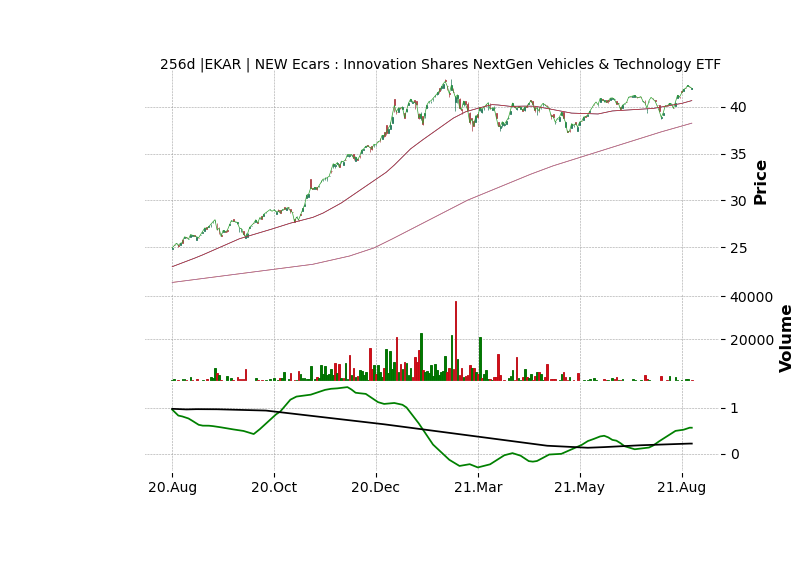 256d |EKAR | NEW Ecars : Innovation Shares NextGen Vehicles & Technology ETF
40
35
30
25
Price
40000
20000
Volume
1
0
20.Aug 20.Oct 20.Dec 21.Mar 21.May 21.Aug